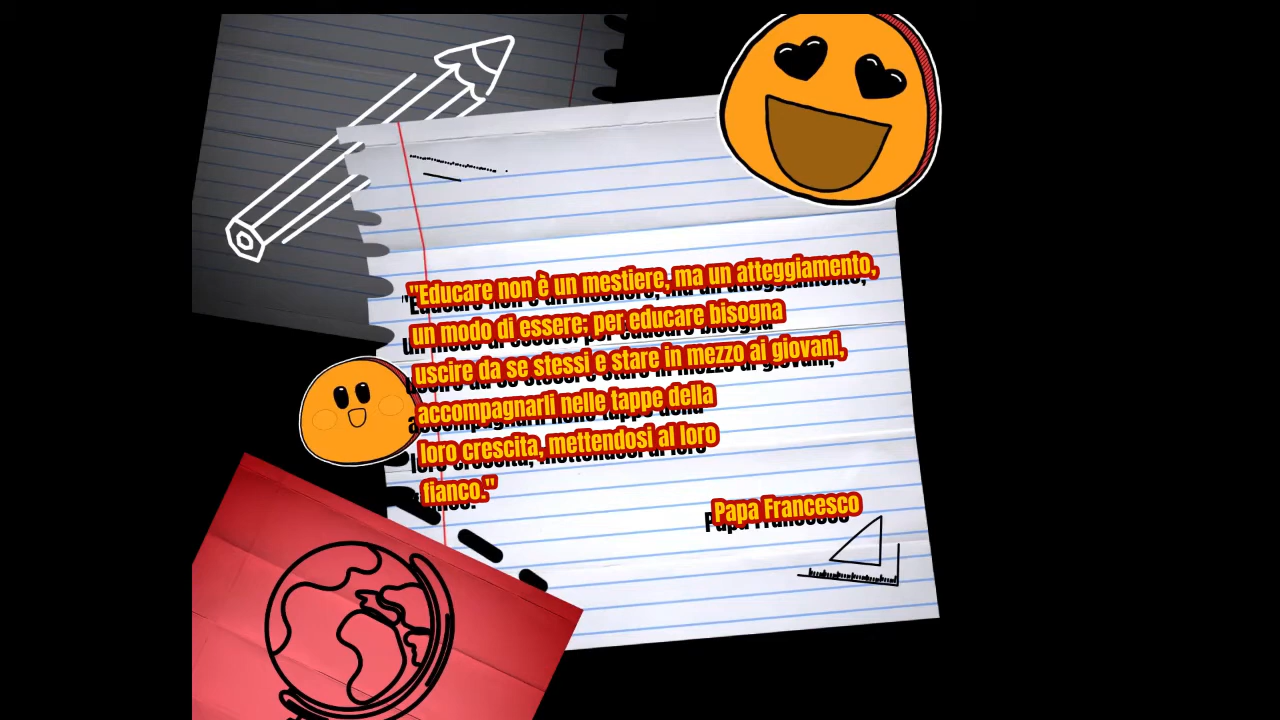 "Educare non è un mestiere, ma un atteggiamento,
un modo di essere; per educare bisogna
uscire da se stessi e stare in mezzo ai giovani,
accompagnarli nelle tappe della
loro crescita, mettendosi al loro
fianco."
Papa Francesco